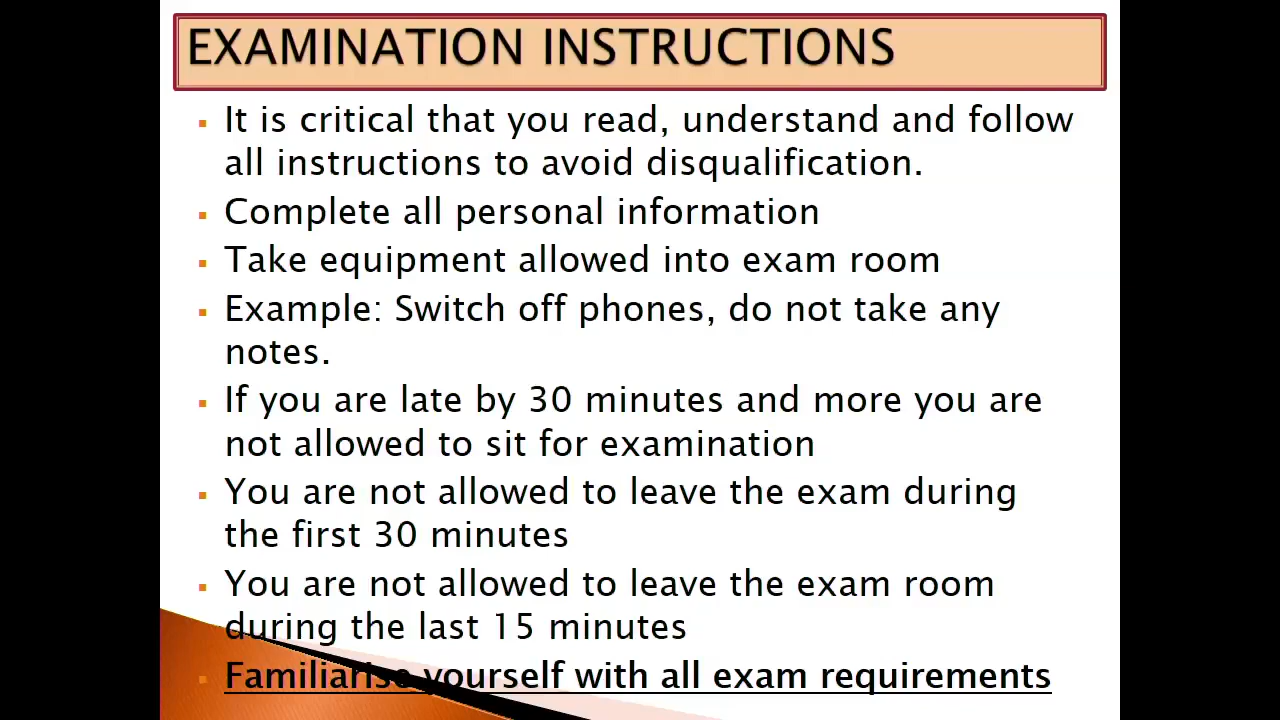 EXAMINATION INSTRUCTIONS
It is critical that you read, understand and follow
all instructions to avoid disqualification.
Complete all personal information
Take equipment allowed into exam room
Example: Switch off phones, do not take any
notes.
If you are late by 30 minutes and more you are
not allowed to sit for examination
You are not allowed to leave the exam during
the first 30 minutes
You are not allowed to leave the exam room
during the last 15 minutes
Familiarise yourself with all exam requirements